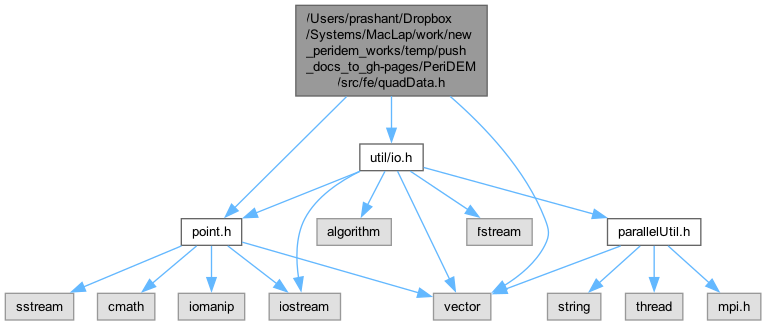 /Users/prashant/Dropbox
/Systems/MacLap/work/new
_peridem_works/temp/push
_docs_to_gh-pages/PeriDEM
/src/fe/quadData.h
util/io.h
point.h
algorithm
fstream
parallelUtil.h
sstream
cmath
iomanip
iostream
vector
string
thread
mpi.h